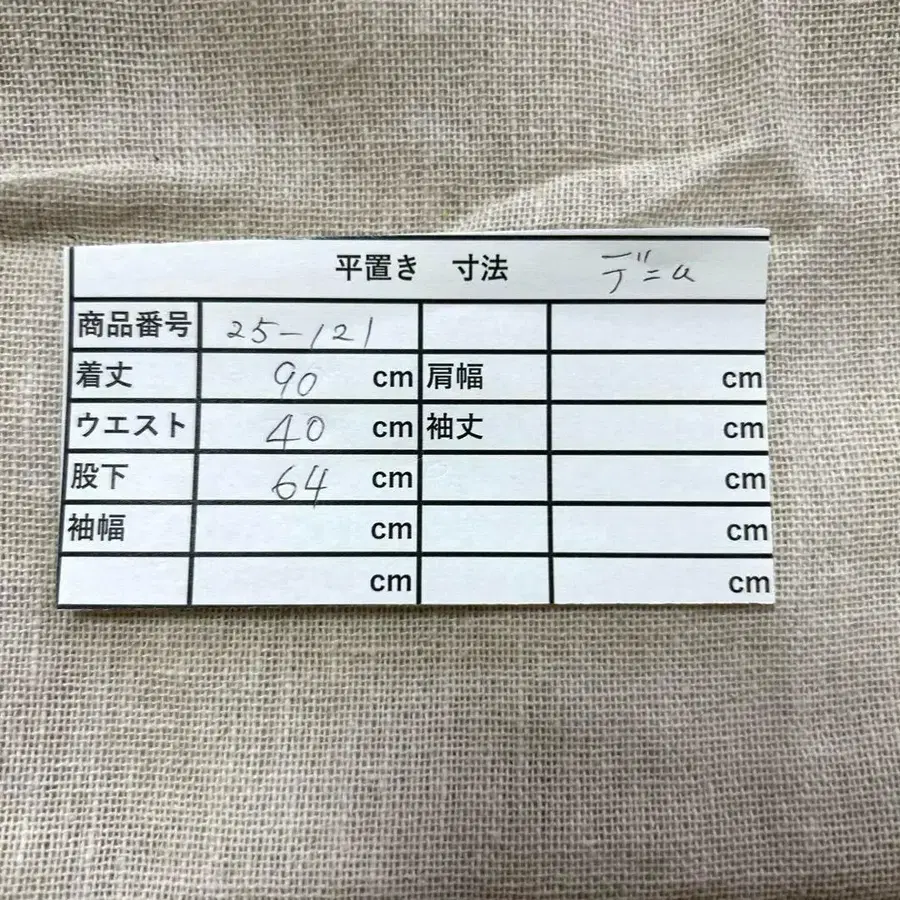 平置き 寸法 デニム
商品番号 25-121
着丈 90 cm 肩幅 cm
ウエスト 40 cm 袖丈 cm
股下 64 cm cm
袖幅 cm cm
cm cm